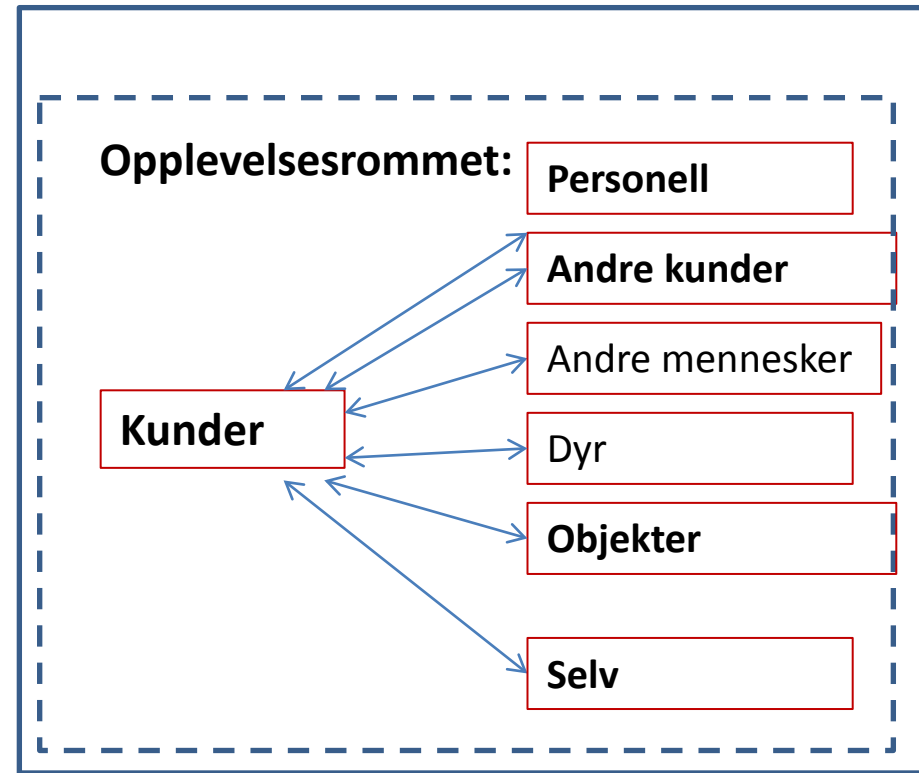 Opplevelsesrommet:
Personell
Andre kunder
Andre mennesker
Kunder
Dyr
Objekter
Selv